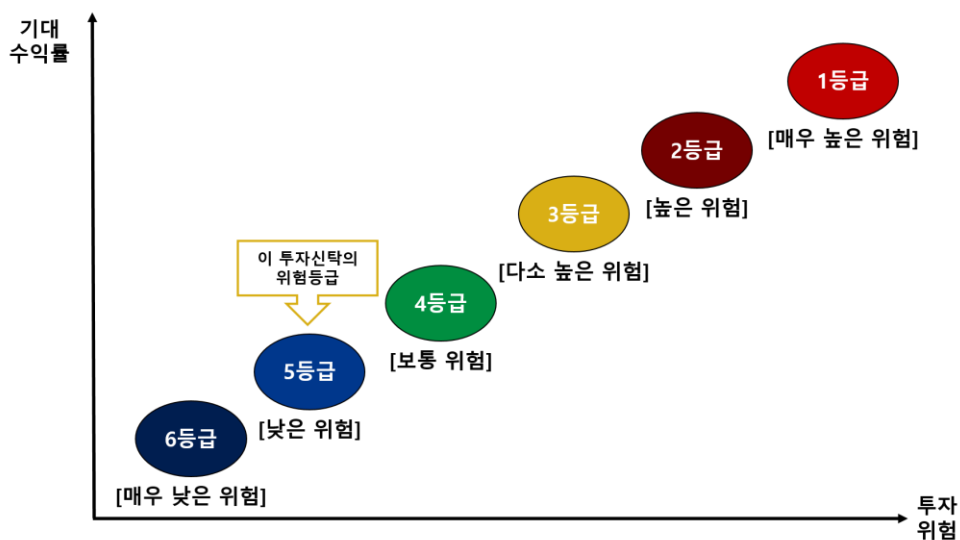 기대
수익률
1등급
[매우 높은 위험]
2등급
[높은 위험]
3등급
[다소 높은 위험]
이 투자신탁의
위험등급
4등급
[보통 위험]
5등급
[낮은 위험]
6등급
[매우 낮은 위험]
투자
위험